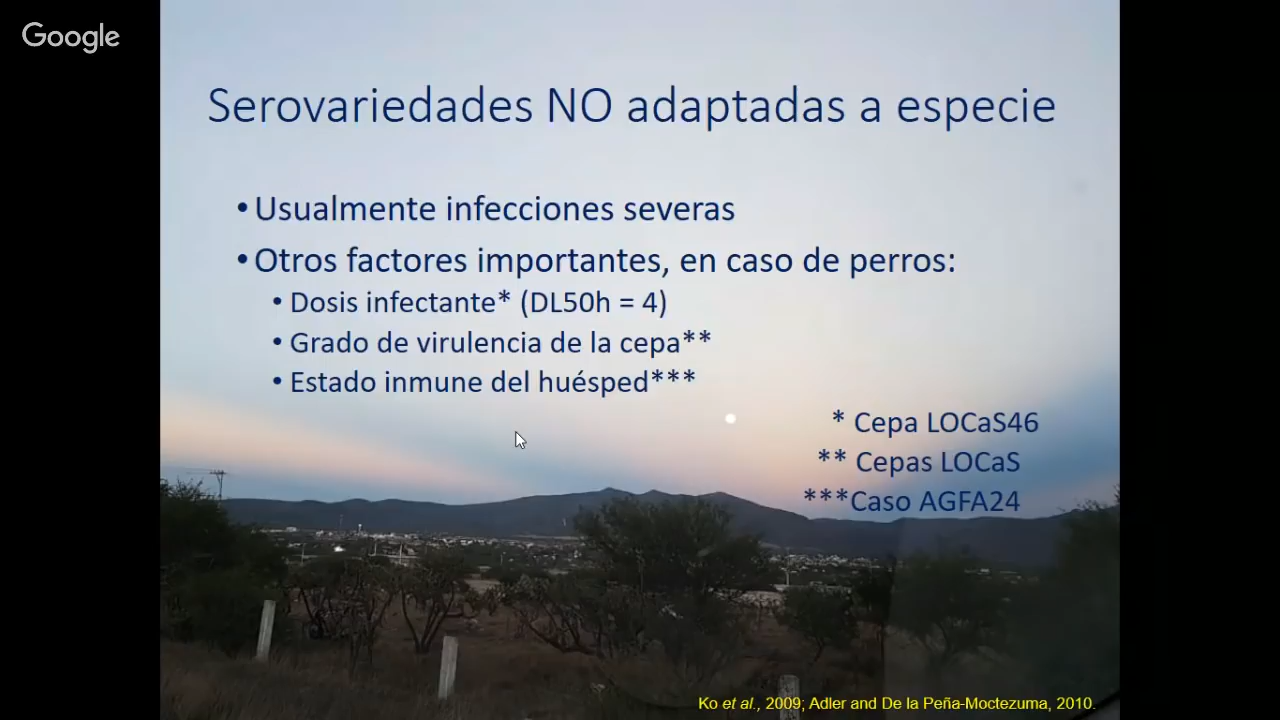 Google
Serovariedades NO adaptadas a especie
•Usualmente infecciones severas
•Otros factores importantes, en caso de perros:
• Dosis infectante* (DL50h = 4)
• Grado de virulencia de la cepa**
• Estado inmune del huésped***
* Cepa LOCaS46
** Cepas LOCaS
***Caso AGFA24
Ko et al., 2009; Adler and De la Peña-Moctezuma, 2010.